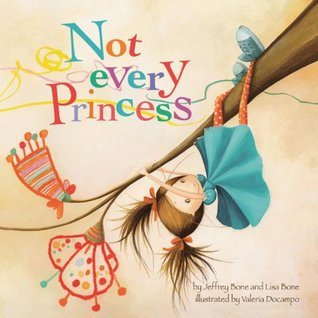 Not
every
Princess
by Jeffrey Bone and Lisa Bone
illustrated by Valeria Docampo